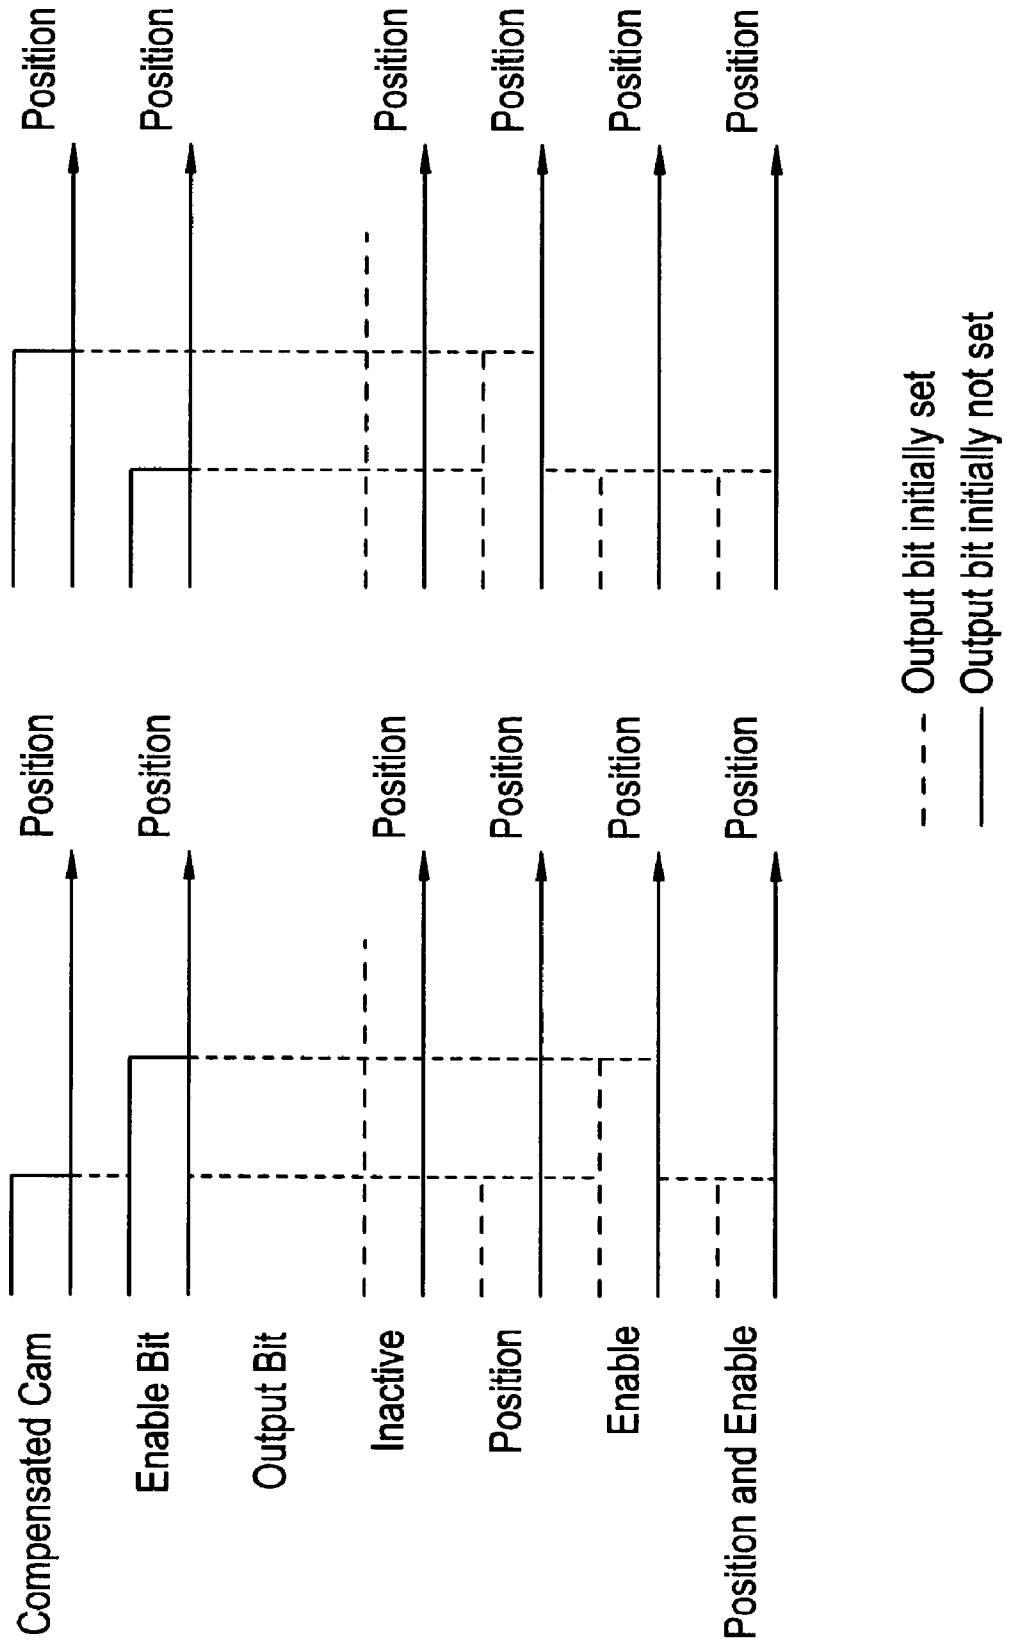 Compensated Cam
Position
Position
Enable Bit
Position
Position
Output Bit
Inactive
Position
Position
Position
Position
Position
Enable
Position
Position
Position and Enable
Position
Position
Output bit initially set
Output bit initially not set